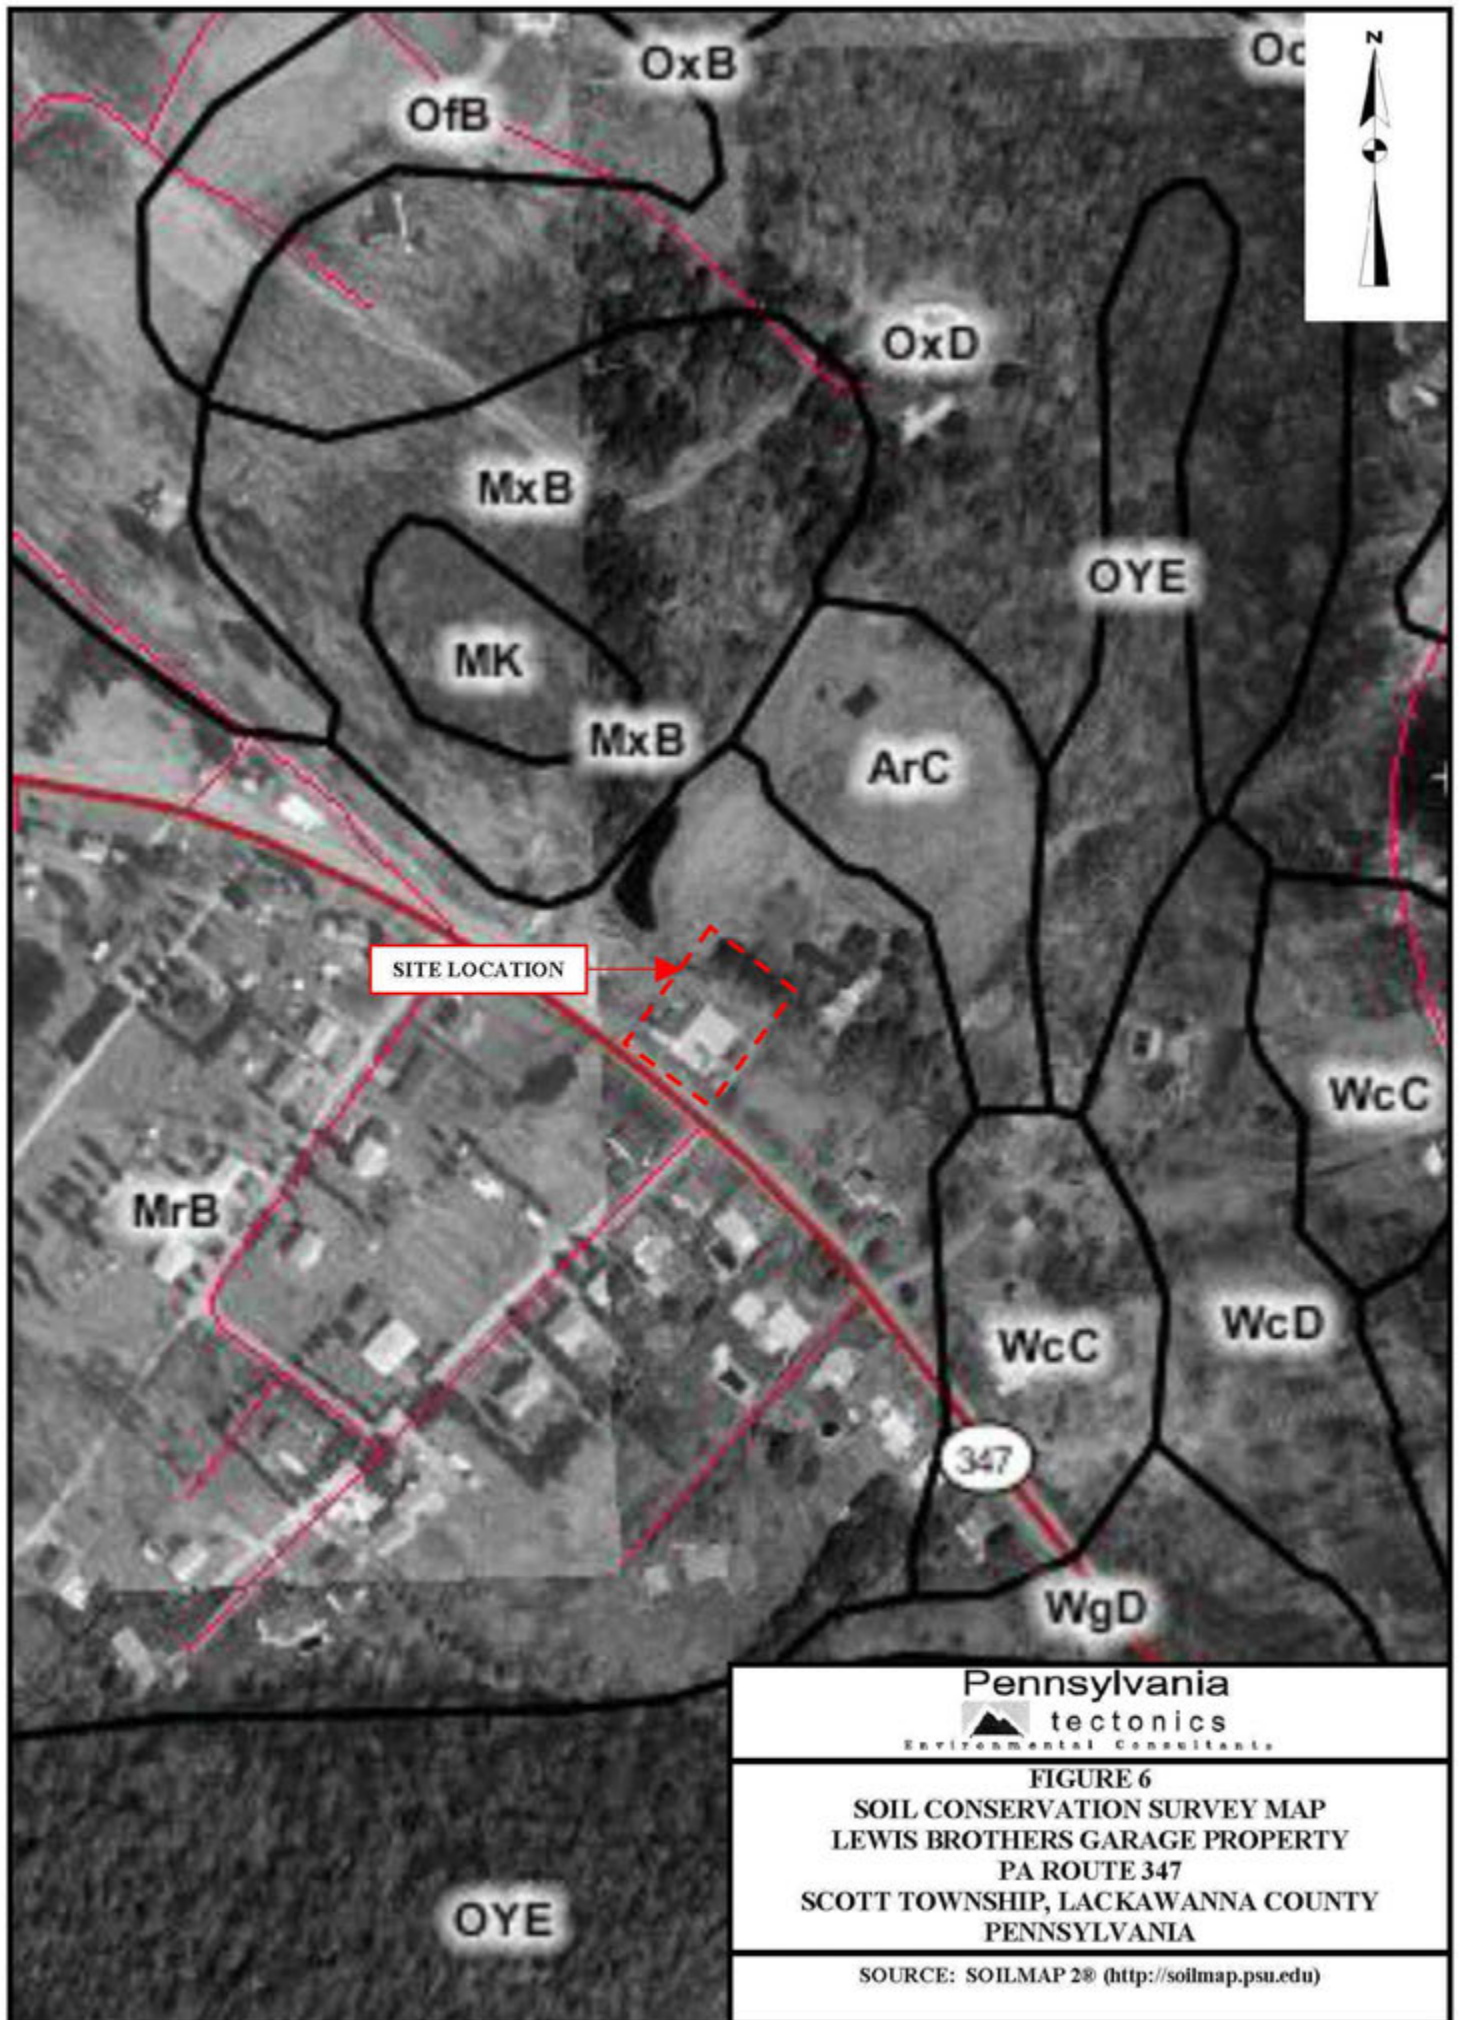 OxB
Oc
N
OfB
OxD
MxB
OYE
MK
MxB
ArC
SITE LOCATION
WcC
MrB
WcD
WcC
347
WgD
Pennsylvania
tectonics
Environmental Consultants
FIGURE 6
SOIL CONSERVATION SURVEY MAP
LEWIS BROTHERS GARAGE PROPERTY
PA ROUTE 347
SCOTT TOWNSHIP, LACKAWANNA COUNTY
PENNSYLVANIA
OYE
SOURCE: SOILMAP 2® (http://soilmap.psu.edu)